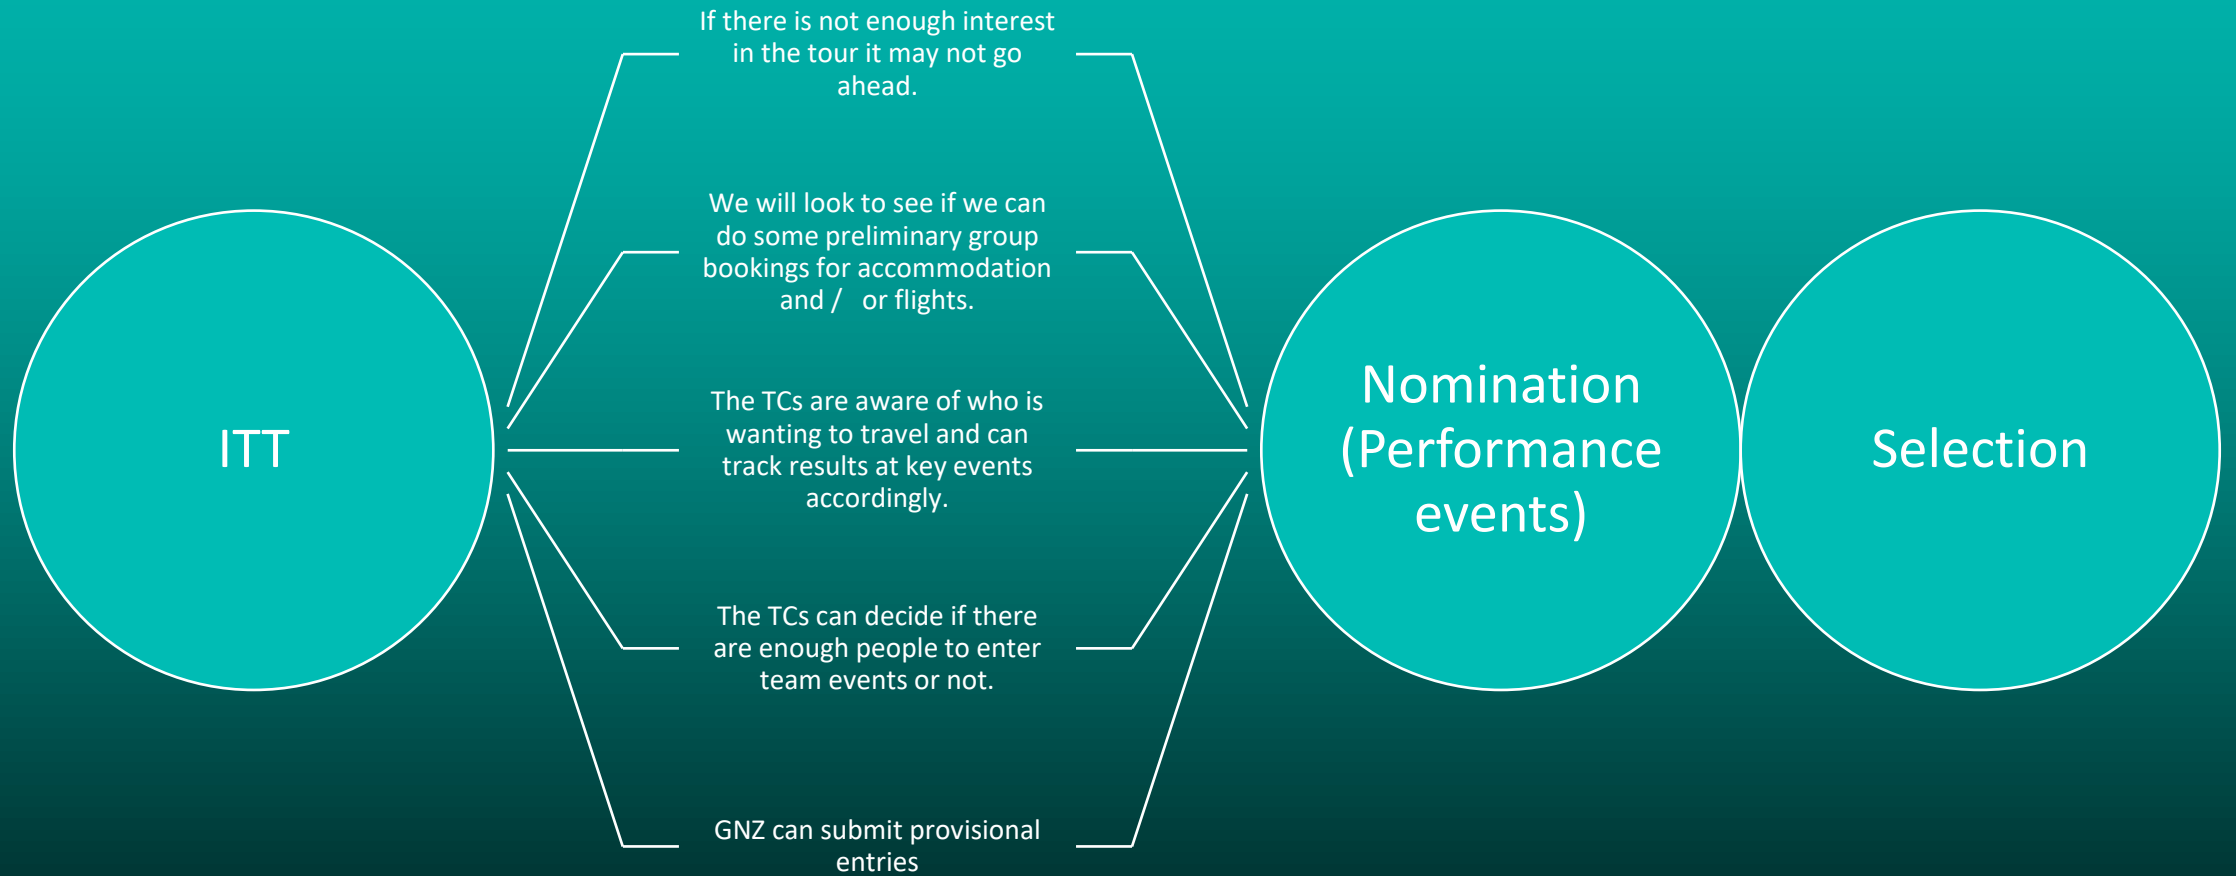 ITT
If there is not enough interest
in the tour it may not go
ahead.
We will look to see if we can
do some preliminary group
bookings for accommodation
and / or flights.
The TCs are aware of who is
wanting to travel and can
track results at key events
accordingly.
The TCs can decide if there
are enough people to enter
team events or not.
GNZ can submit provisional
entries
Nomination
(Performance
events)
Selection